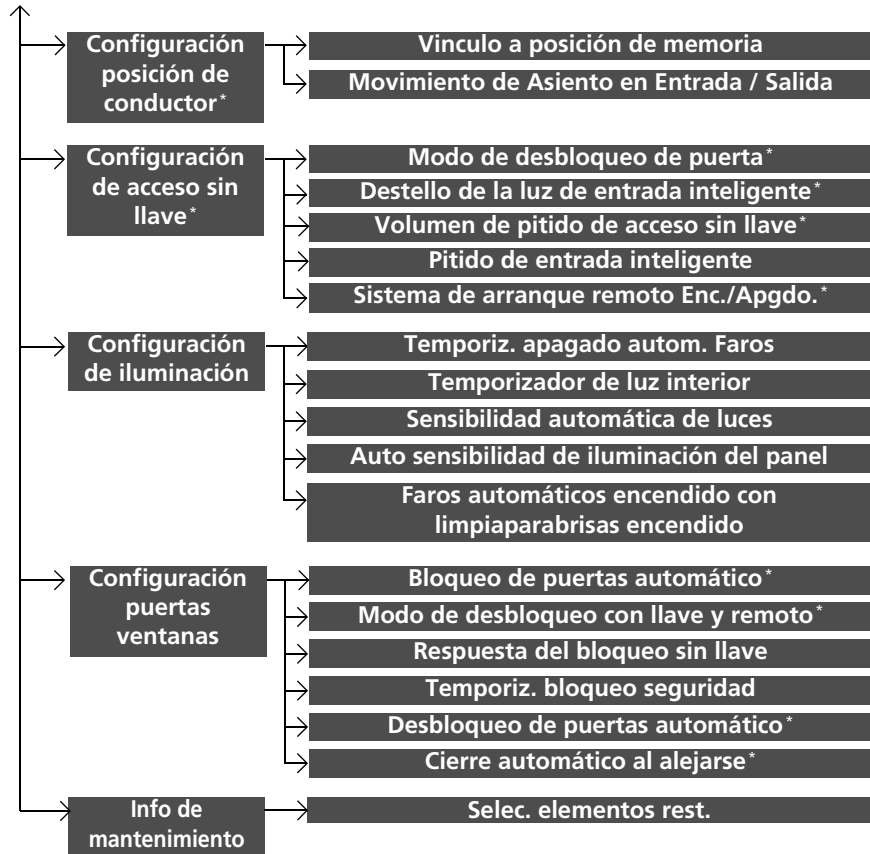 Configuración
posición de
conductor*
Vinculo a posición de memoria
Movimiento de Asiento en Entrada / Salida
Configuración
de acceso sin
llave*
Modo de desbloqueo de puerta*
Destello de la luz de entrada inteligente*
Volumen de pitido de acceso sin llave*
Pitido de entrada inteligente
Sistema de arranque remoto Enc./Apgdo.*
Configuración
de iluminación
Temporiz. apagado autom. Faros
Temporizador de luz interior
Sensibilidad automática de luces
Auto sensibilidad de iluminación del panel
Faros automáticos encendido con
limpiaparabrisas encendido
Configuración
puertas
ventanas
Bloqueo de puertas automático*
Modo de desbloqueo con llave y remoto*
Respuesta del bloqueo sin llave
Temporiz. bloqueo seguridad
Desbloqueo de puertas automático*
Cierre automático al alejarse*
Info de
mantenimiento
Selec. elementos rest.